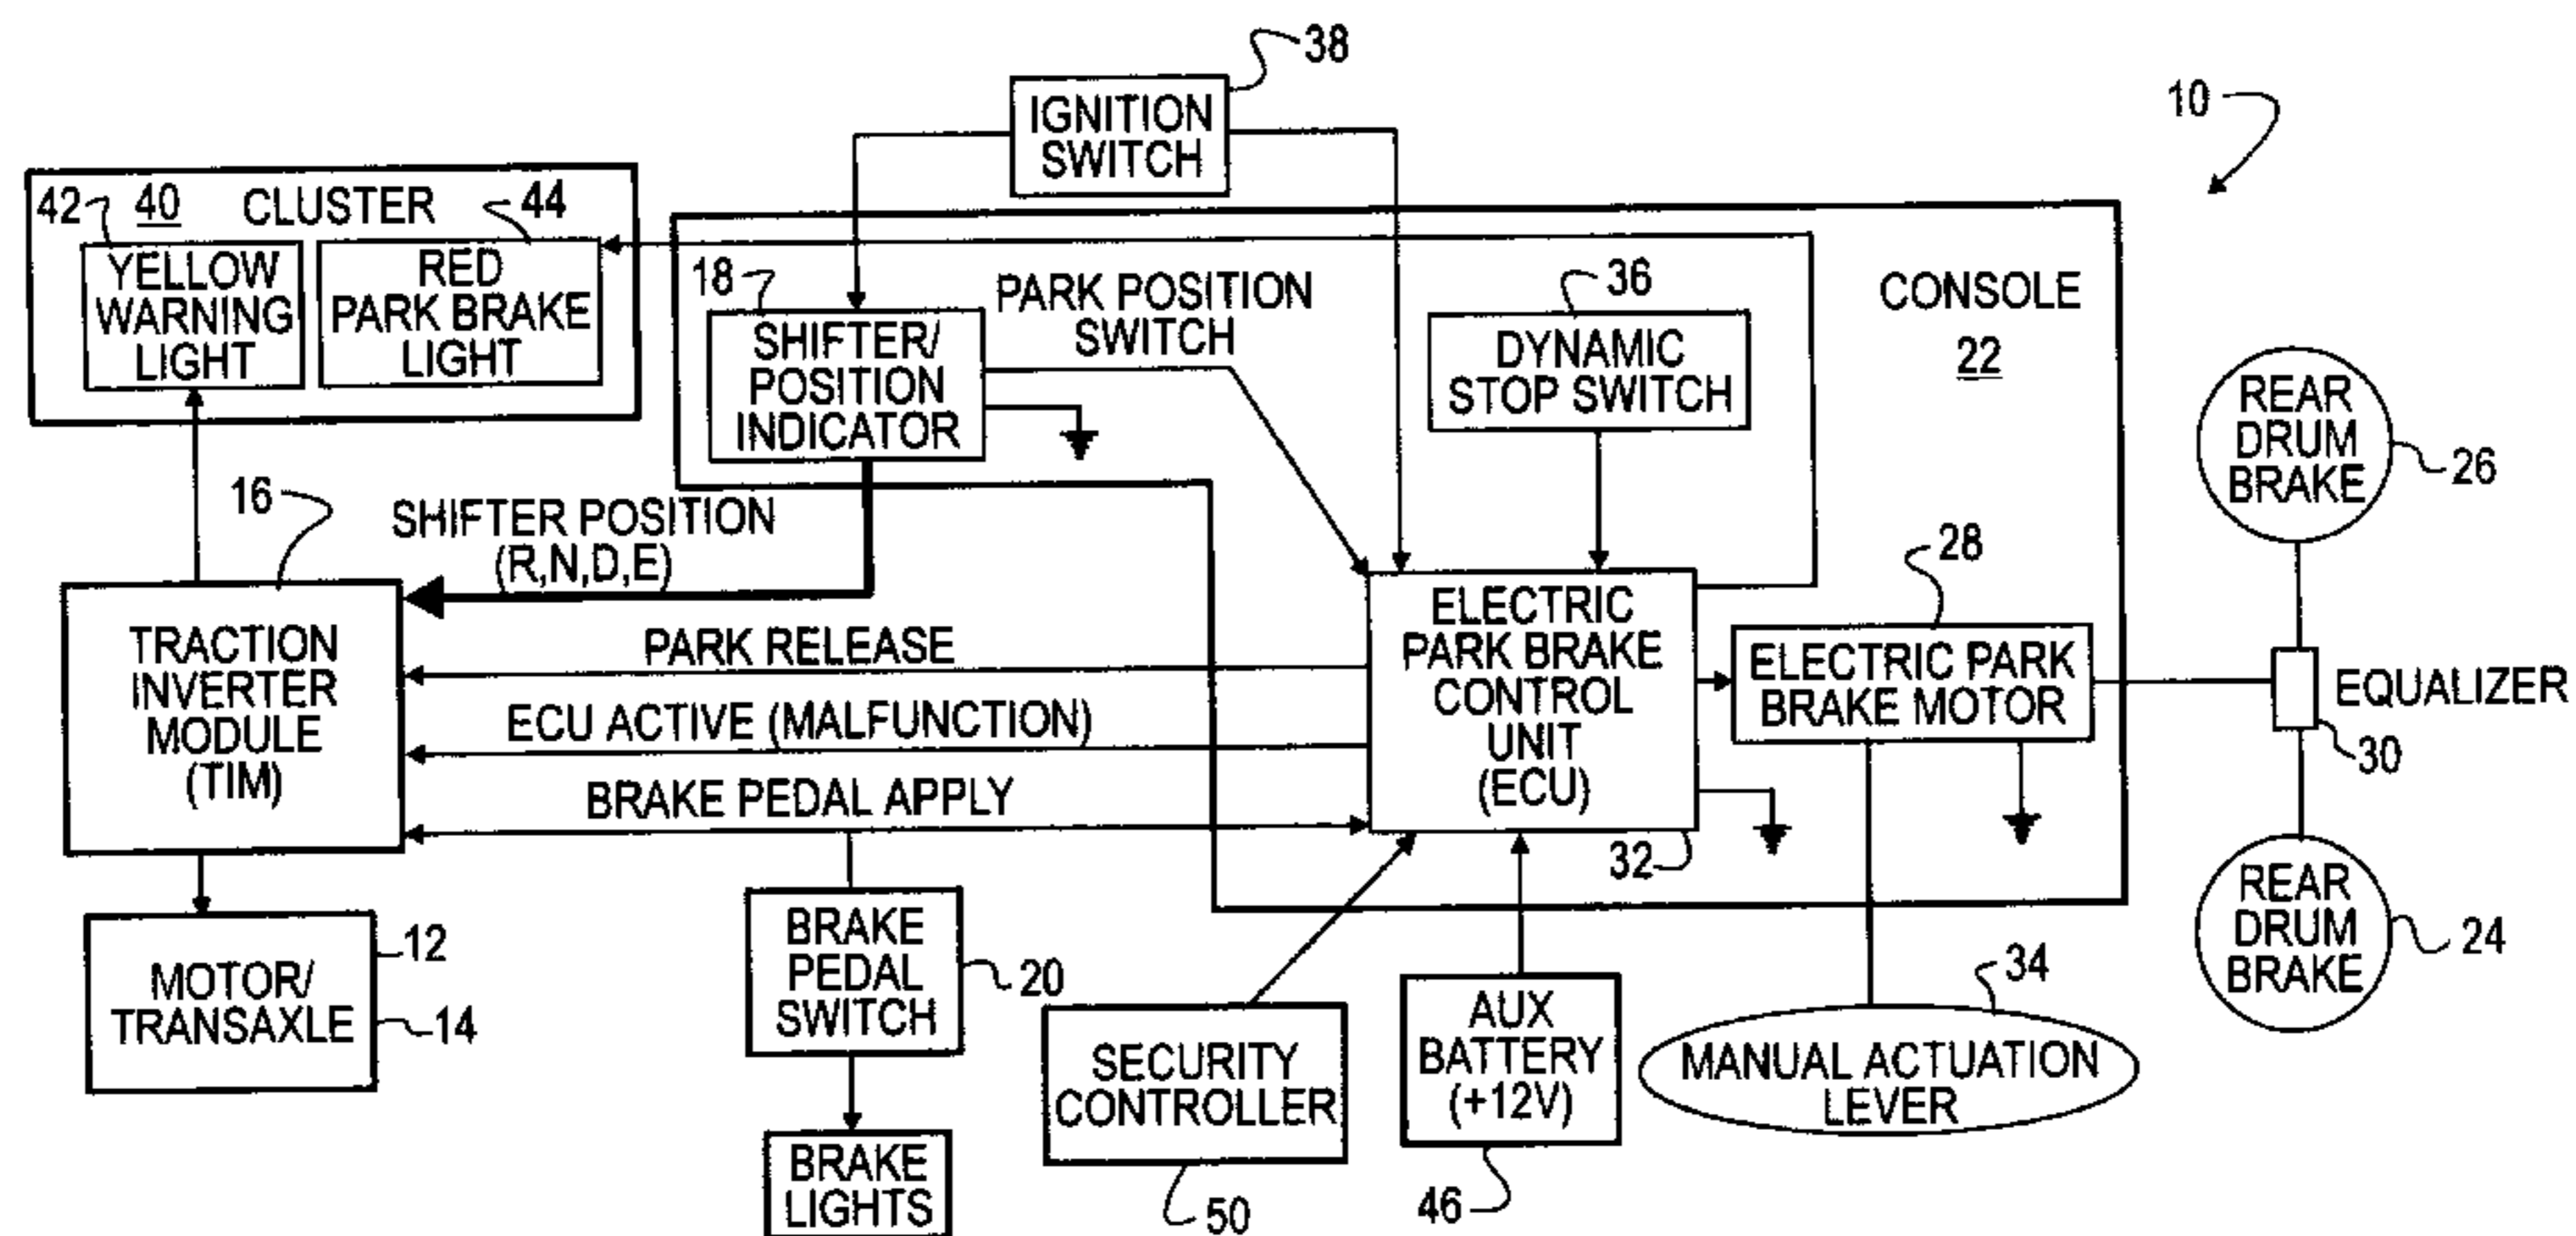 38
IGNITION
SWITCH
10
42
40
CLUSTER
44
YELLOW
WARNING
LIGHT
RED
PARK BRAKE
LIGHT
18
SHIFTER/
POSITION
INDICATOR
PARK POSITION
SWITCH
36
DYNAMIC
STOP SWITCH
CONSOLE
22
REAR
DRUM
BRAKE
26
16
SHIFTER POSITION
(R,N,D,E)
TRACTION
INVERTER
MODULE
(TIM)
PARK RELEASE
ECU ACTIVE (MALFUNCTION)
BRAKE PEDAL APPLY
ELECTRIC
PARK BRAKE
CONTROL
UNIT
(ECU)
32
28
ELECTRIC PARK
BRAKE MOTOR
EQUALIZER
30
REAR
DRUM
BRAKE
24
MOTOR/
TRANSAXLE
12
14
BRAKE
PEDAL
SWITCH
20
BRAKE
LIGHTS
SECURITY
CONTROLLER
50
AUX
BATTERY
(+12V)
46
34
MANUAL ACTUATION
LEVER